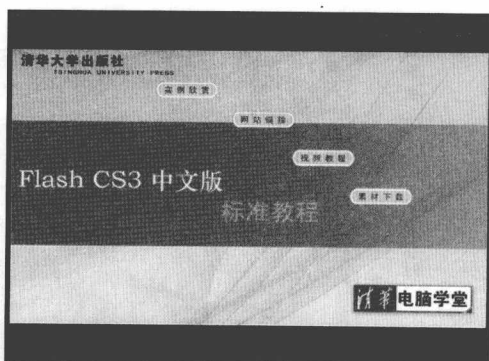 清华大学出版社
TSINGHUA UNIVERSITY PRESS
案例欣赏
网站链接
视频教程
素材下载
Flash CS3 中文版
标准教程
清华 电脑学堂